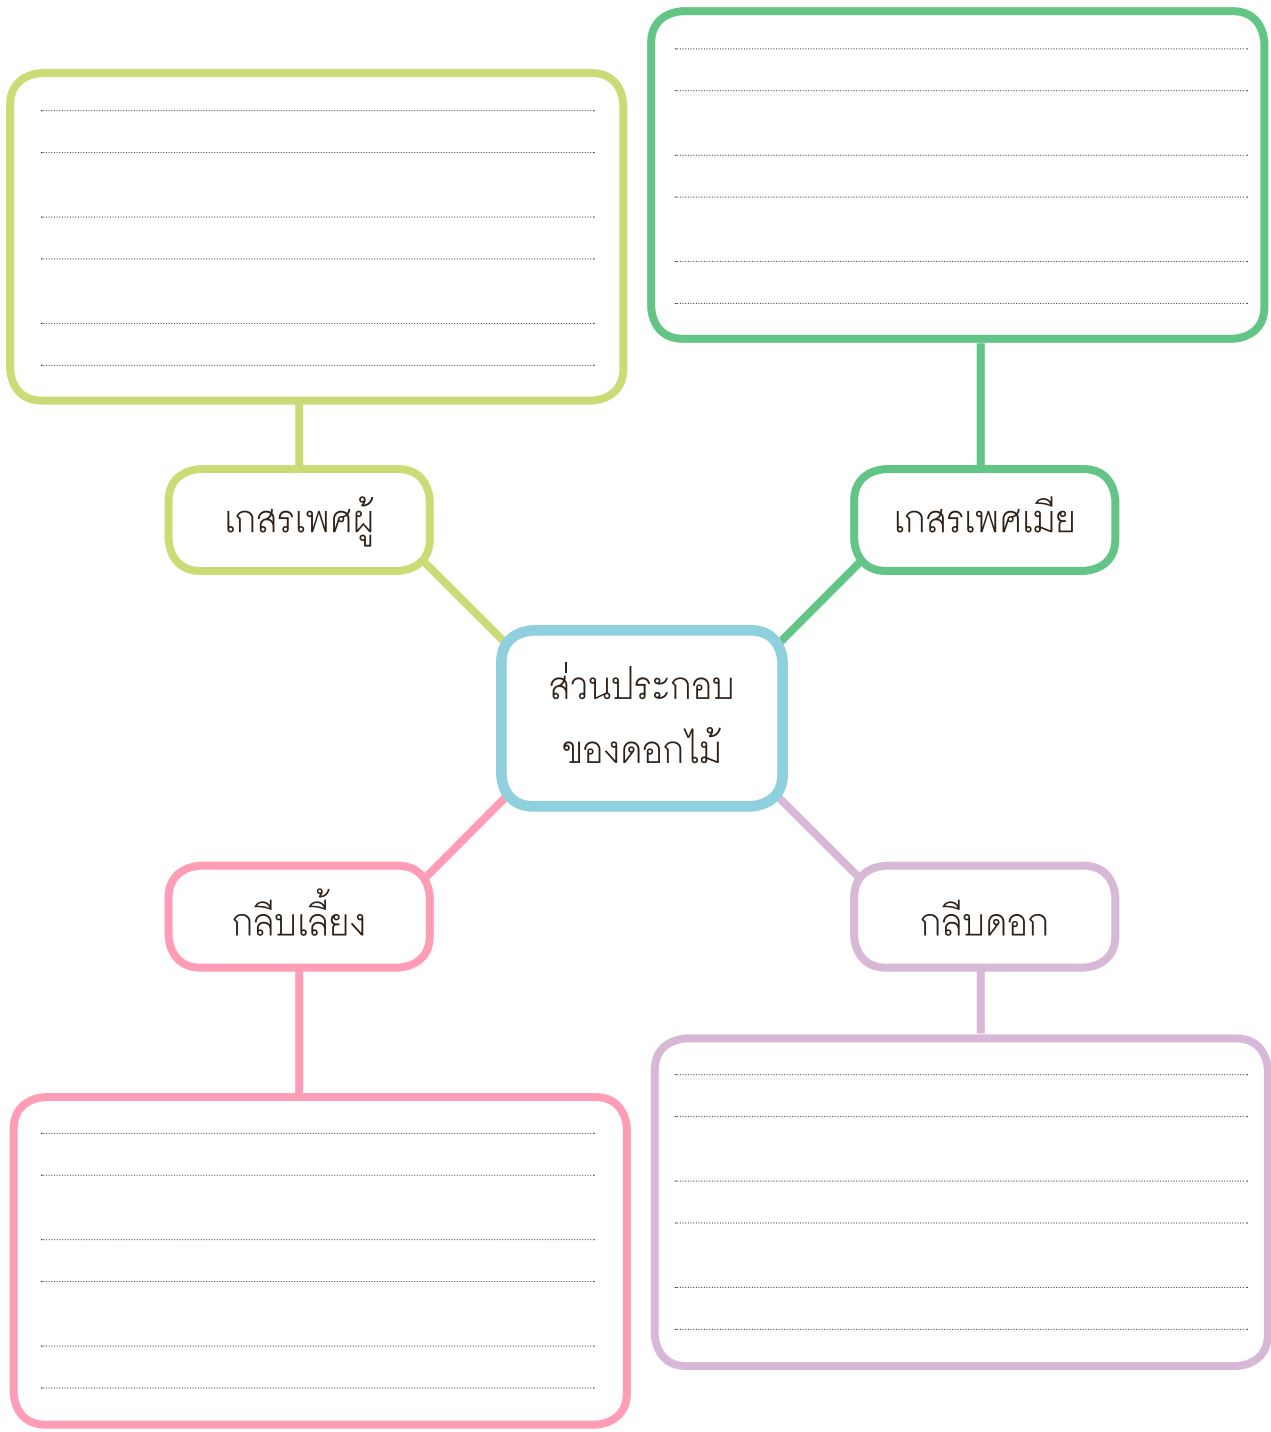 เกสรเพศผู้
เกสรเพศเมีย
ส่วนประกอบ
ของดอกไม้
กลีบเลี้ยง
กลีบดอก